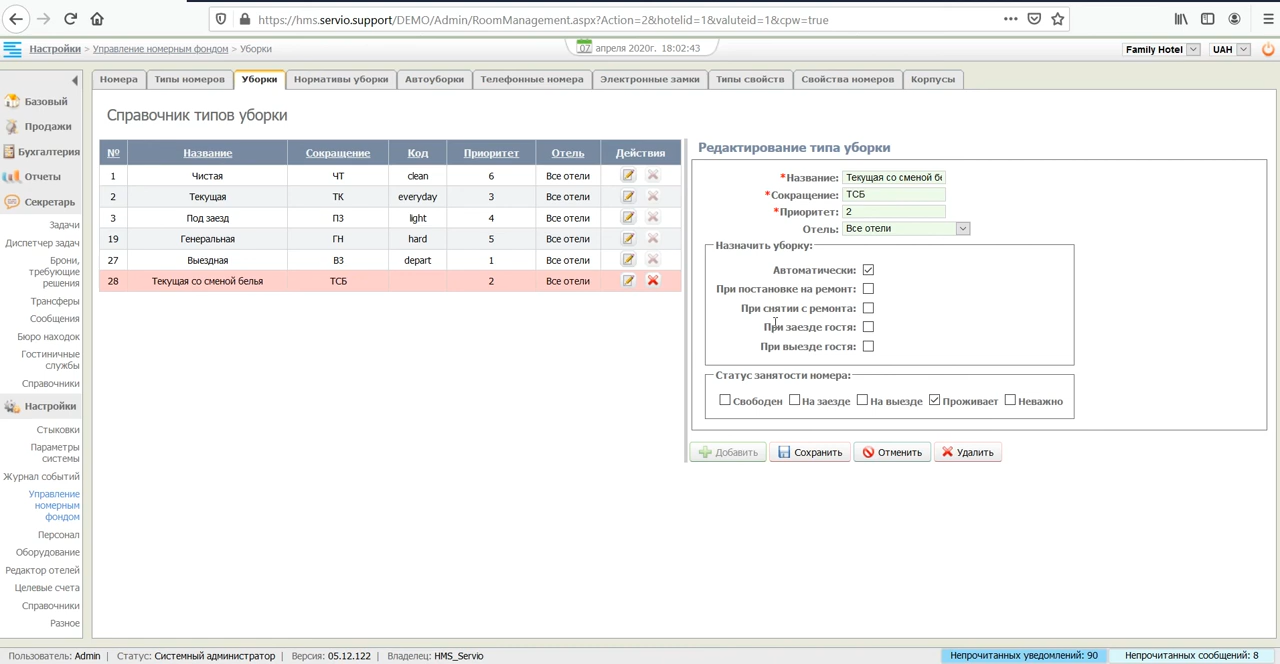 https://hms.servio.support/DEMO/Admin/RoomManagement.aspx?Action=2&hotelid=1&valuteid=1&cpw=true
Настройки > Управление номерным фондом > Уборки
07 апреля 2020г. 18:02:43
Family Hotel
UAH
Номера
Типы номеров
Уборки
Нормативы уборки
Автоуборки
Телефонные номера
Электронные замки
Типы свойств
Свойства номеров
Корпусы
Базовый
Продажи
Бухгалтерия
Отчеты
Секретарь
Задачи
Диспетчер задач
Брони,
требующие
решения
Трансферы
Сообщения
Бюро находок
Гостиничные
службы
Справочники
Настройки
Стыковки
Параметры
системы
Журнал событий
Управление
номерным
фондом
Персонал
Оборудование
Редактор отелей
Целевые счета
Справочники
Разное
Справочник типов уборки
№ Название Сокращение Код Приоритет Отель Действия
1 Чистая ЧТ clean 6 Все отели
2 Текущая ТК everyday 3 Все отели
3 Под заезд ПЗ light 4 Все отели
19 Генеральная ГН hard 5 Все отели
27 Выездная ВЗ depart 1 Все отели
28 Текущая со сменой белья ТСБ 2 Все отели
Редактирование типа уборки
*Название: Текущая со сменой бе
*Сокращение: ТСБ
*Приоритет: 2
Отель: Все отели
Назначить уборку:
Автоматически:
При постановке на ремонт:
При снятии с ремонта:
При заезде гостя:
При выезде гостя:
Статус занятости номера:
Свободен На заезде На выезде Проживает Неважно
Добавить Сохранить Отменить Удалить
Пользователь: Admin | Статус: Системный администратор | Версия: 05.12.122 | Владелец: HMS_Servio
Непрочитанных уведомлений: 90 Непрочитанных сообщений: 8